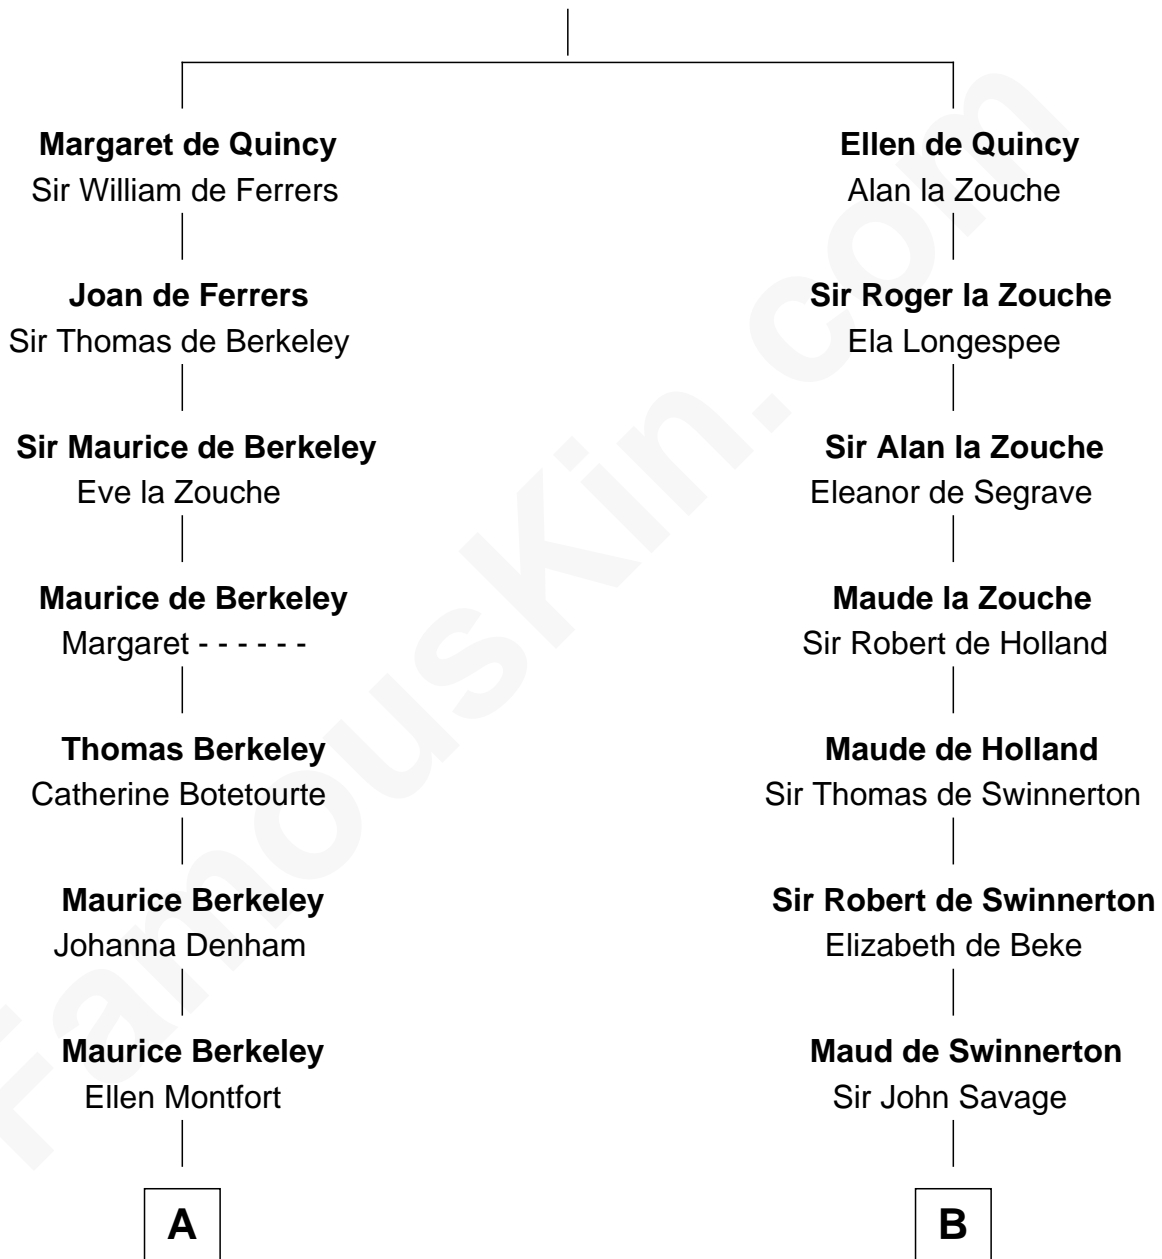 Margaret de Quincy
Sir William de Ferrers
Ellen de Quincy
Alan la Zouche
Joan de Ferrers
Sir Thomas de Berkeley
Sir Roger la Zouche
Ela Longespee
Sir Maurice de Berkeley
Eve la Zouche
Sir Alan la Zouche
Eleanor de Segrave
Maurice de Berkeley
Margaret - - - - - -
Maude la Zouche
Sir Robert de Holland
Thomas Berkeley
Catherine Botetourte
Maude de Holland
Sir Thomas de Swinnerton
Maurice Berkeley
Johanna Denham
Sir Robert de Swinnerton
Elizabeth de Beke
Maurice Berkeley
Ellen Montfort
Maud de Swinnerton
Sir John Savage
A
B
FamousKin.com